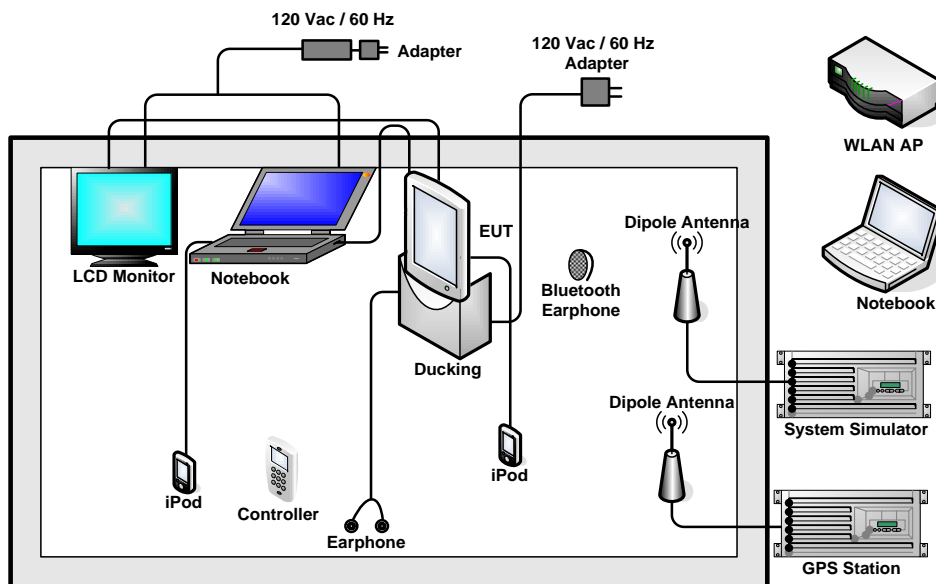 120 Vac / 60 Hz
Adapter
120 Vac / 60 Hz
Adapter
WLAN AP
LCD Monitor
Notebook
EUT
Dipole Antenna
Bluetooth
Earphone
Notebook
Ducking
Dipole Antenna
System Simulator
iPod
Controller
Earphone
iPod
GPS Station